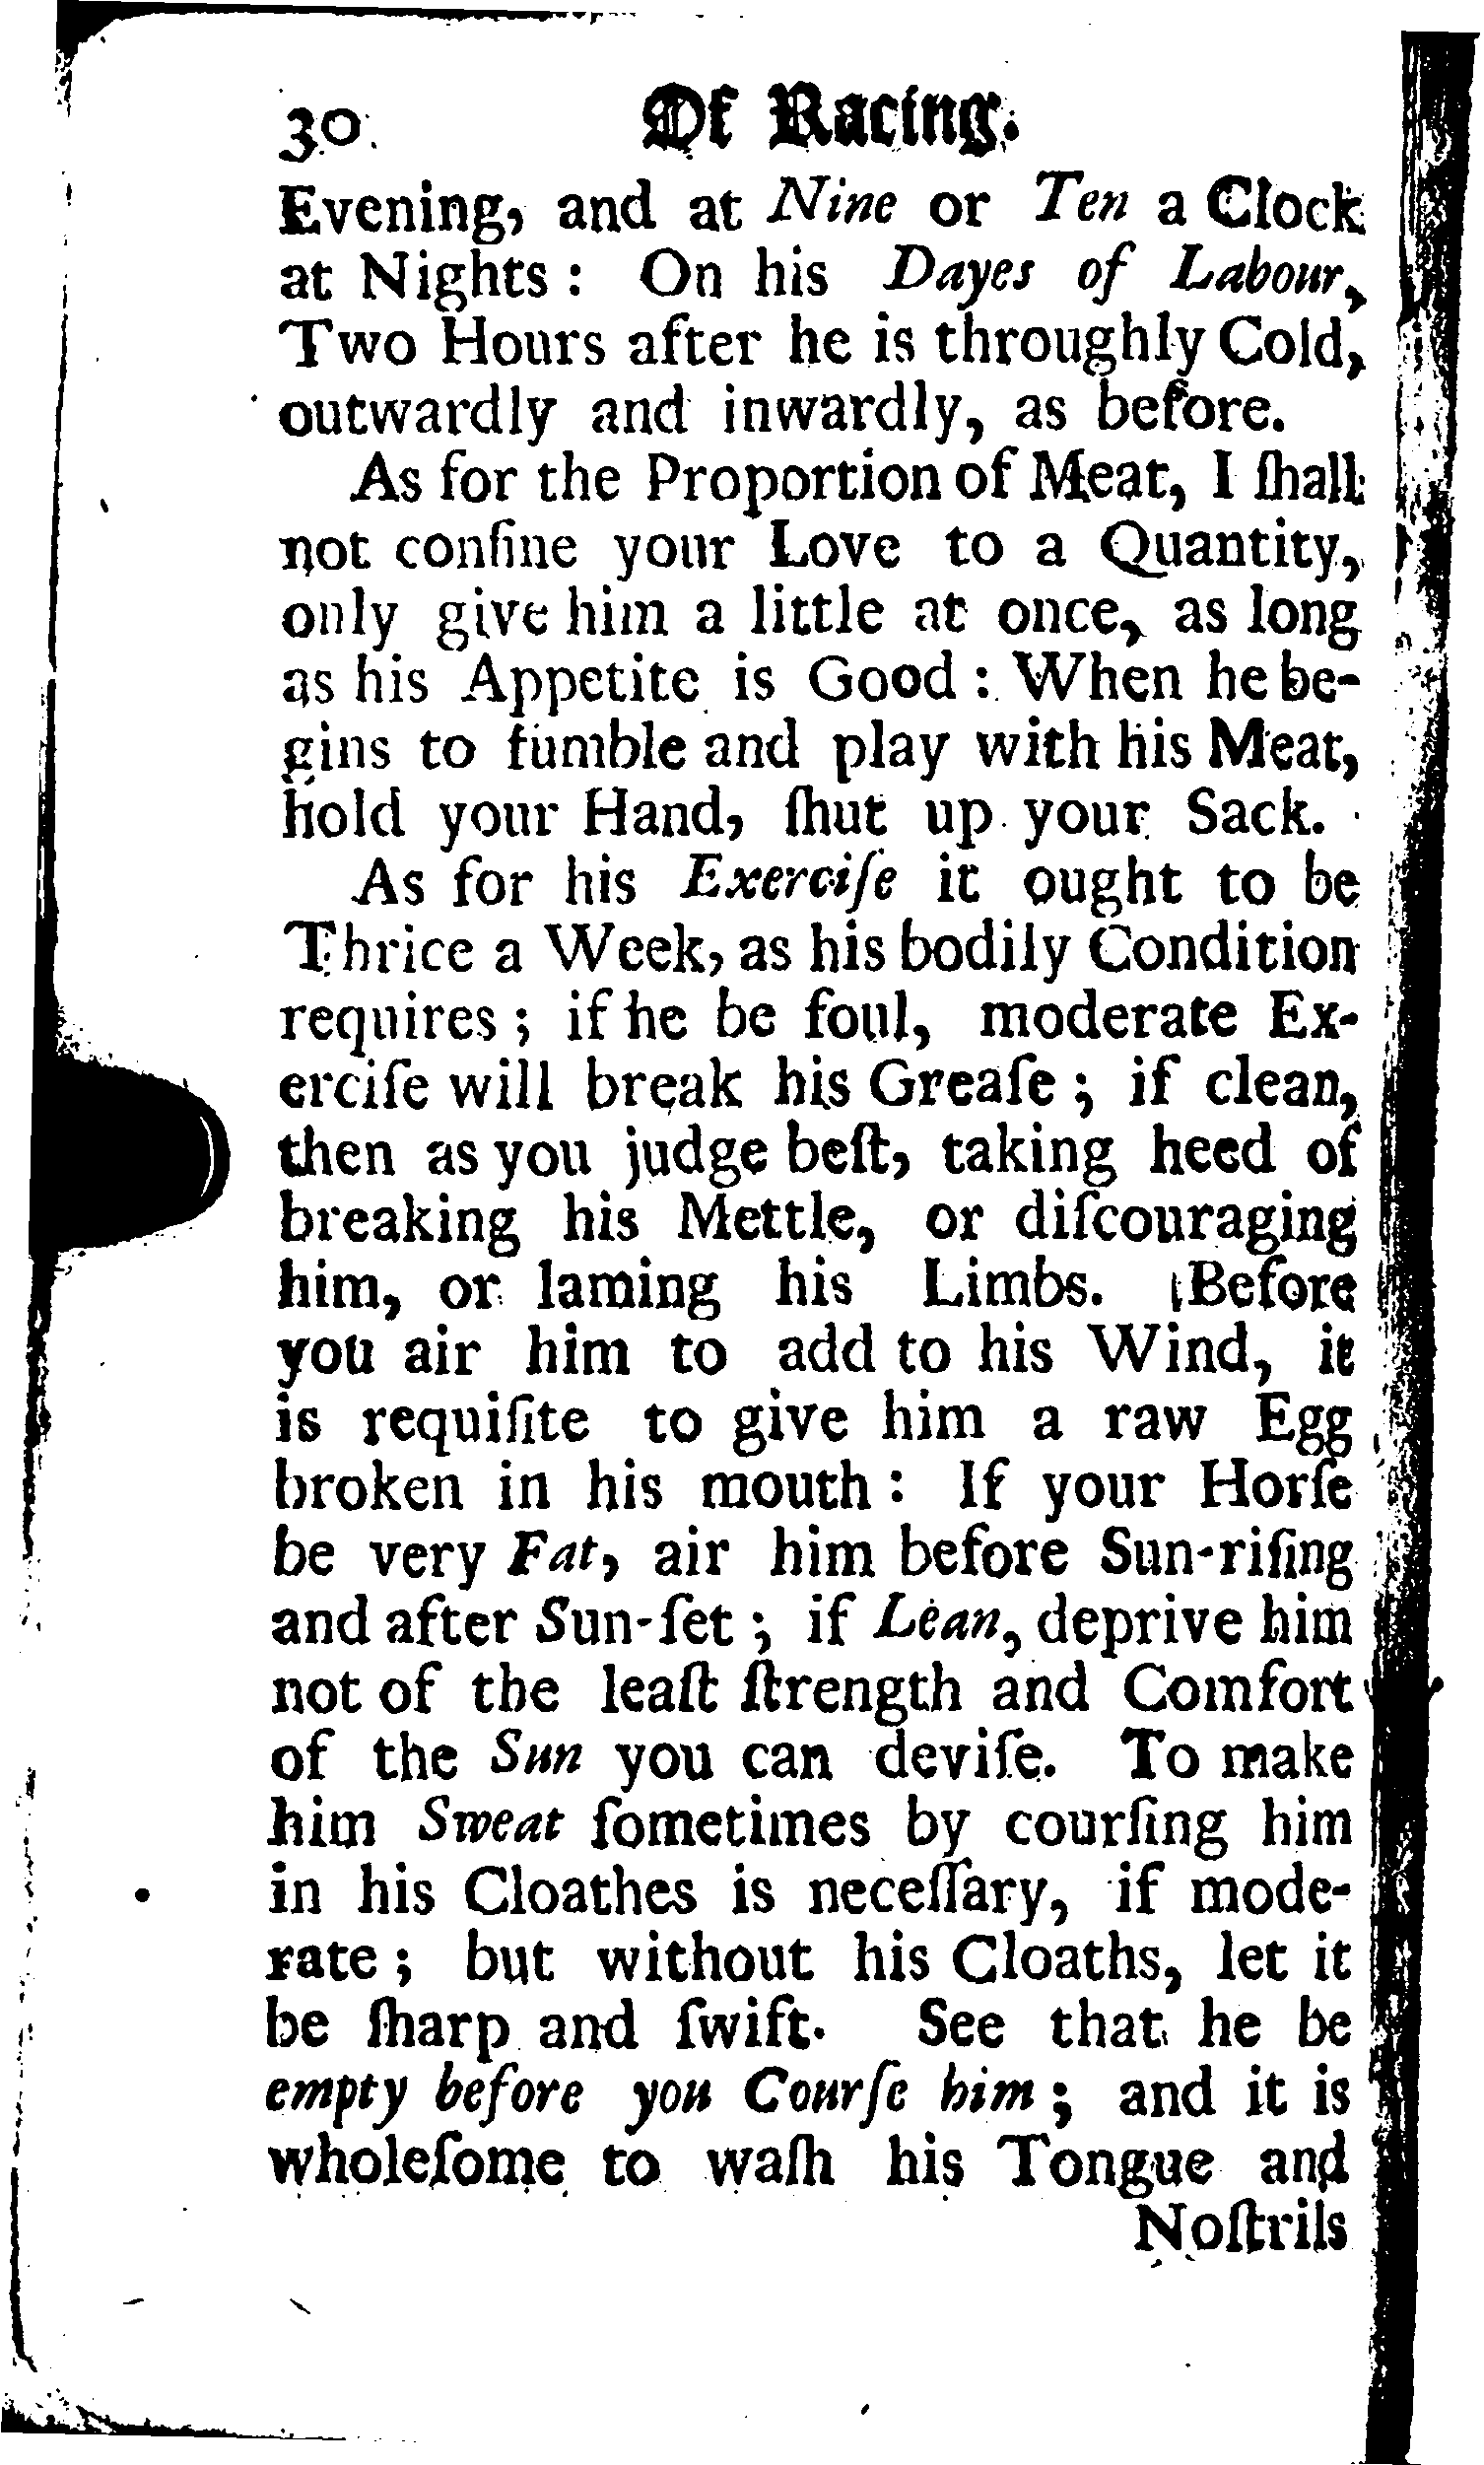 30. Of Racing.
Evening, and at Nine or Ten a Clock
at Nights: On his Dayes of Labour,
Two Hours after he is throughly Cold,
outwardly and inwardly, as before.
As for the Proportion of Meat, I ſhall
not confine your Love to a Quantity,
only give him a little at once, as long
as his Appetite is Good: When he be-
gins to fumble and play with his Meat,
hold your Hand, ſhut up your Sack.
As for his Exerciſe it ought to be
Thrice a Week, as his bodily Condition
requires; if he be foul, moderate Ex-
erciſe will break his Greaſe; if clean,
then as you judge beſt, taking heed of
breaking his Mettle, or diſcouraging
him, or laming his Limbs. Before
you air him to add to his Wind, it
is requiſite to give him a raw Egg
broken in his mouth: If your Horſe
be very Fat, air him before Sun-riſing
and after Sun-ſet; if Lean, deprive him
not of the leaſt ſtrength and Comfort
of the Sun you can deviſe. To make
him Sweat ſometimes by courſing him
in his Cloathes is neceſſary, if mode-
rate; but without his Cloaths, let it
be ſharp and ſwift. See that he be
empty before you Courſe him; and it is
wholeſome to waſh his Tongue and
Noſtrils